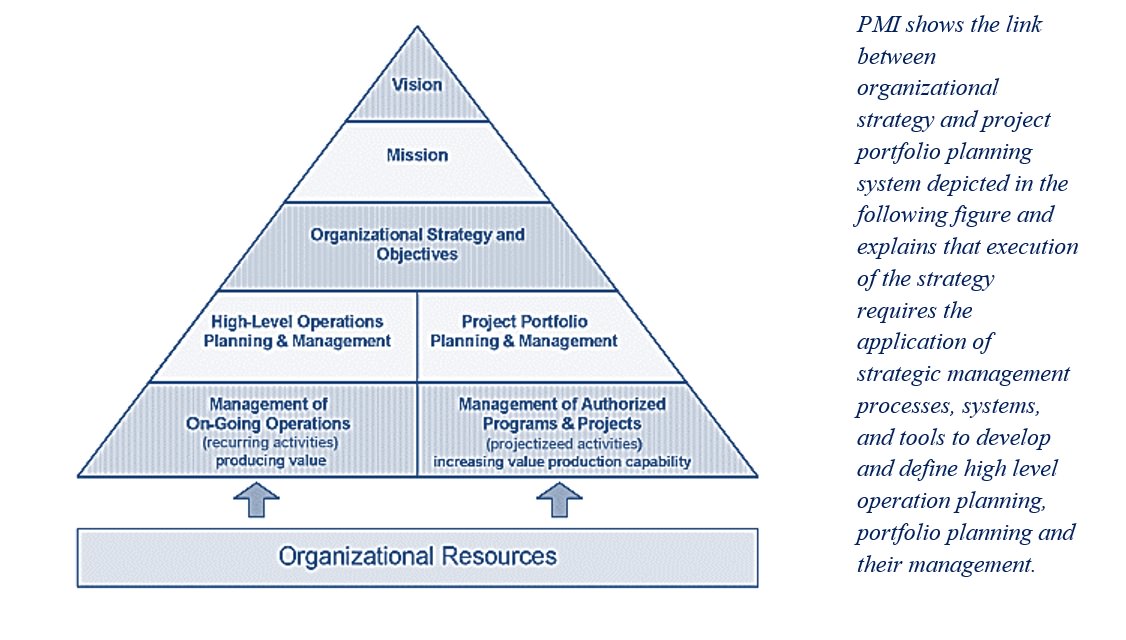 Vision
Mission
Organizational Strategy and
Objectives
High-Level Operations
Planning & Management
Project Portfolio
Planning & Management
Management of
On-Going Operations
(recurring activities)
producing value
Management of Authorized
Programs & Projects
(projectizeed activities)
increasing value production capability
Organizational Resources
PMI shows the link
between
organizational
strategy and project
portfolio planning
system depicted in the
following figure and
explains that execution
of the strategy
requires the
application of
strategic management
processes, systems,
and tools to develop
and define high level
operation planning,
portfolio planning and
their management.